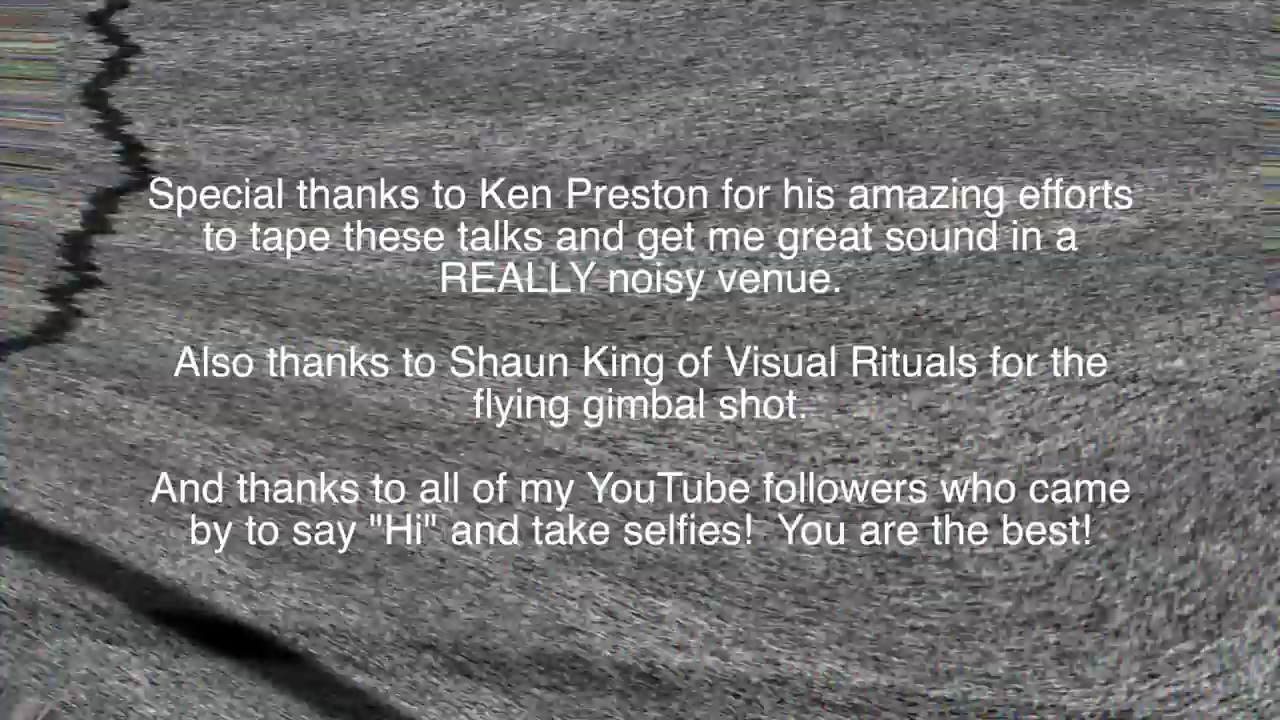 Special thanks to Ken Preston for his amazing efforts
to tape these talks and get me great sound in a
REALLY noisy venue.
Also thanks to Shaun King of Visual Rituals for the
flying gimbal shot.
And thanks to all of my YouTube followers who came
by to say "Hi" and take selfies!  You are the best!